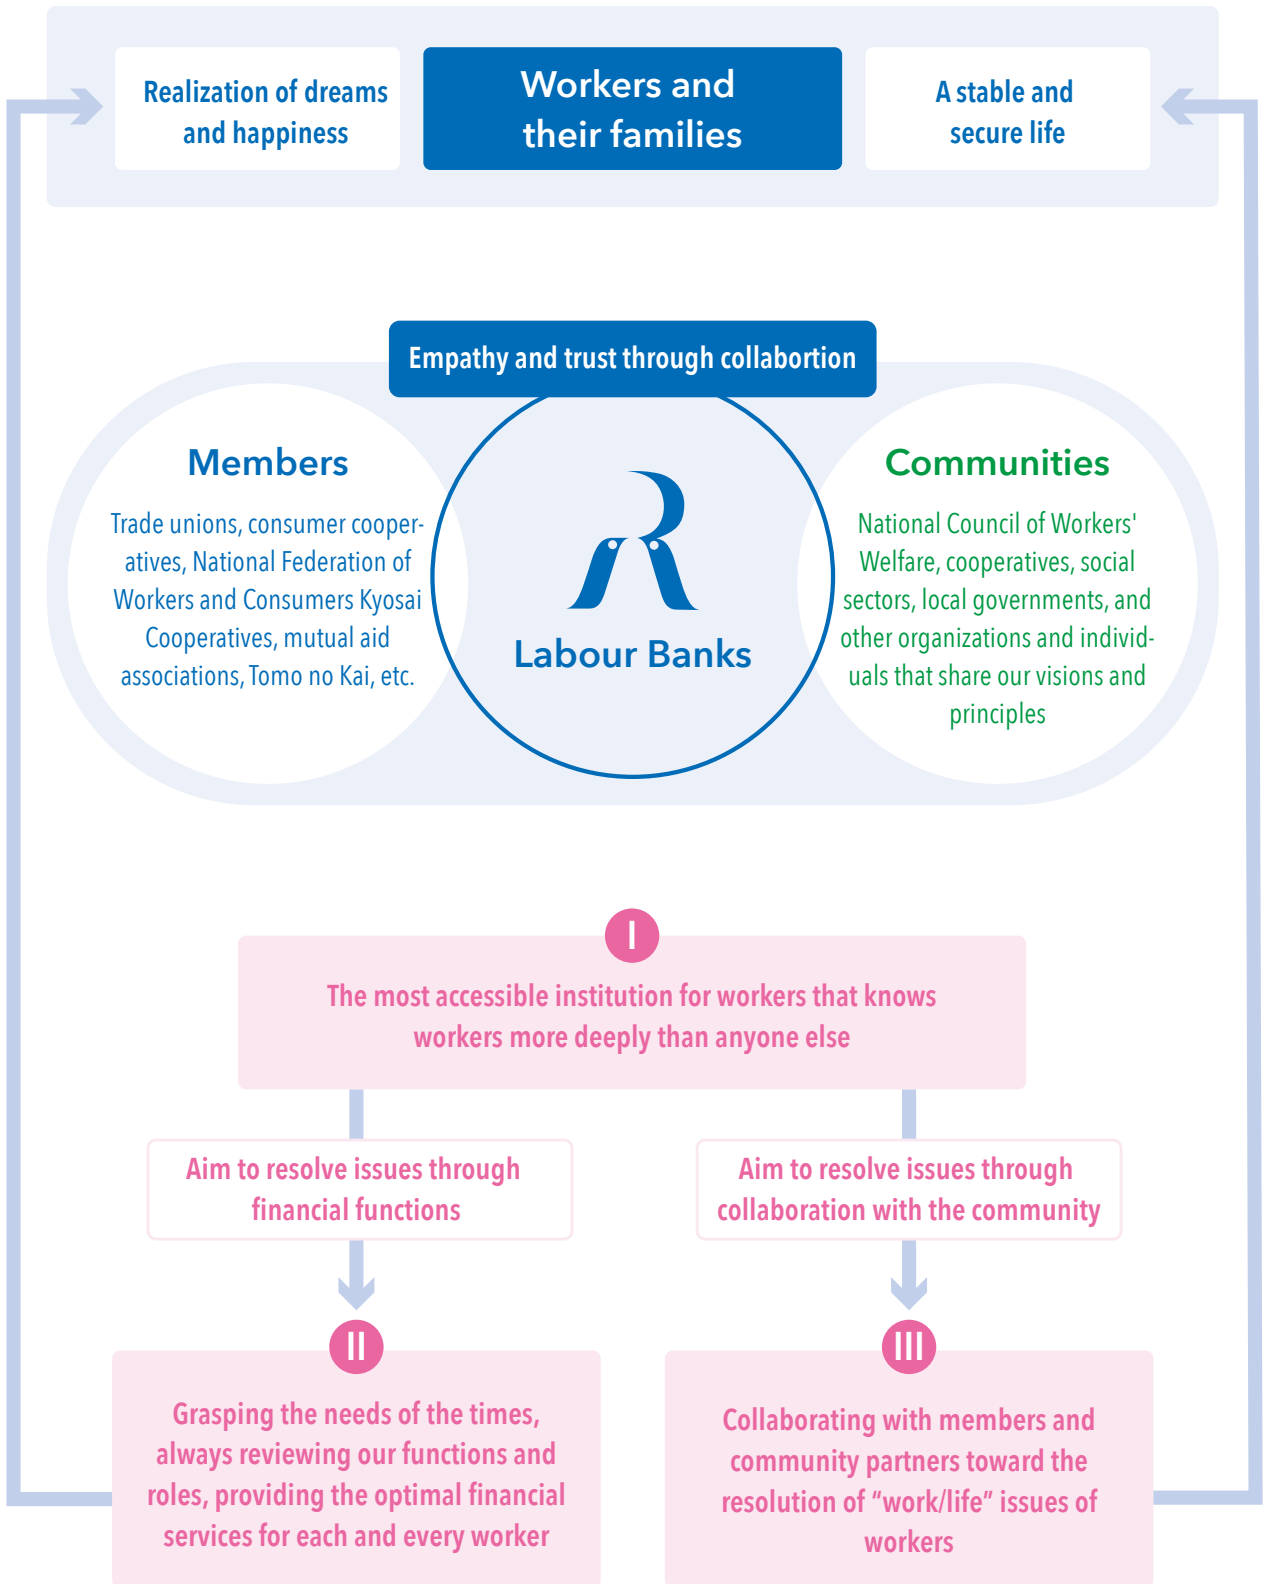 Realization of dreams
and happiness
Workers and
their families
A stable and
secure life
Empathy and trust through collabortion
Members
Trade unions, consumer cooper-
atives, National Federation of
Workers and Consumers Kyosai
Cooperatives, mutual aid
associations, Tomo no Kai, etc.
Labour Banks
Communities
National Council of Workers'
Welfare, cooperatives, social
sectors, local governments, and
other organizations and individ-
uals that share our visions and
principles
I
The most accessible institution for workers that knows
workers more deeply than anyone else
Aim to resolve issues through
financial functions
Aim to resolve issues through
collaboration with the community
II
Grasping the needs of the times,
always reviewing our functions and
roles, providing the optimal financial
services for each and every worker
III
Collaborating with members and
community partners toward the
resolution of “work/life” issues of
workers